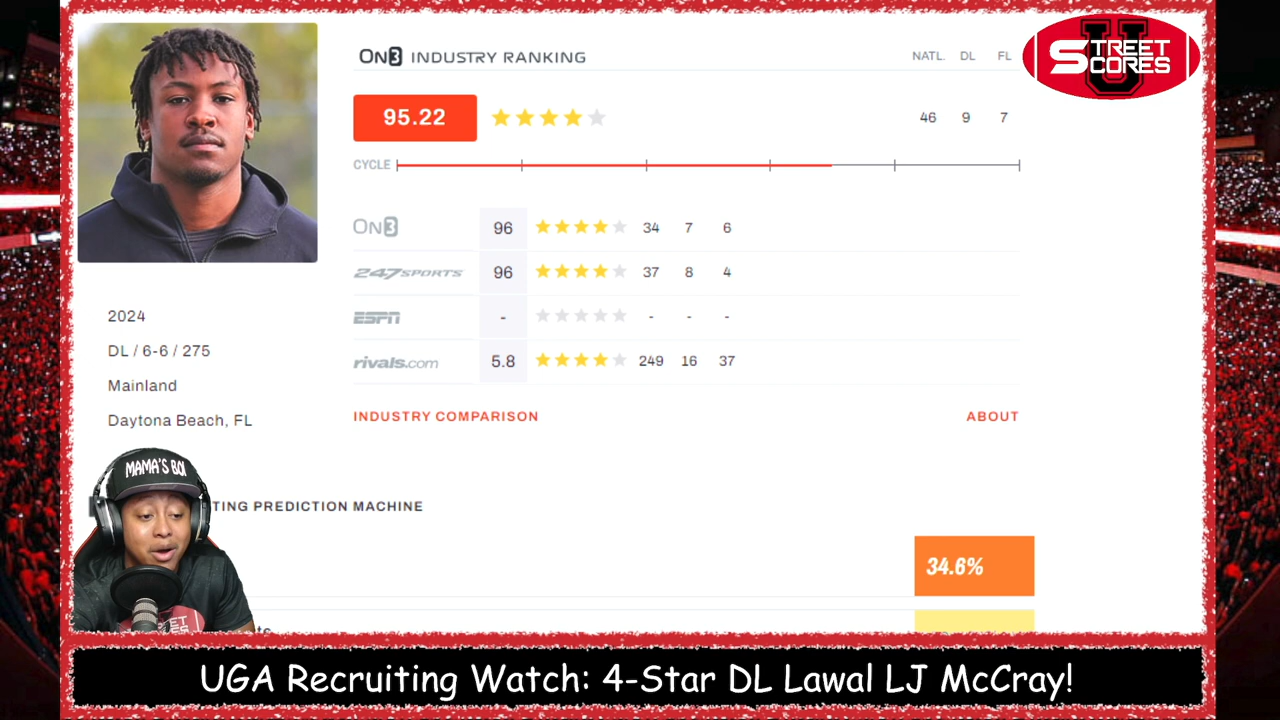 ON3 INDUSTRY RANKING NATL. DL FL
STREET SCORES
U
95.22 46 9 7
CYCLE
ON3 96 34 7 6
247SPORTS 96 37 8 4
ESPN - - - -
rivals.com 5.8 249 16 37
INDUSTRY COMPARISON ABOUT
2024
DL / 6-6 / 275
Mainland
Daytona Beach, FL
MAMA'S BOI
TING PREDICTION MACHINE
34.6%
UGA Recruiting Watch: 4-Star DL Lawal LJ McCray!